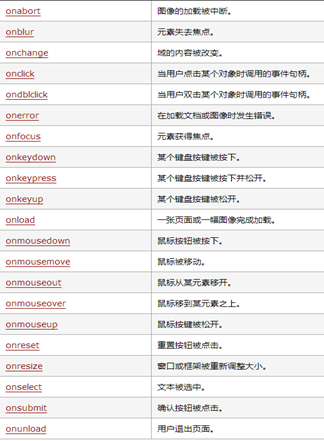 onabort 图像的加载被中断。
onblur 元素失去焦点。
onchange 域的内容被改变。
onclick 当用户点击某个对象时调用的事件句柄。
ondblclick 当用户双击某个对象时调用的事件句柄。
onerror 在加载文档或图像时发生错误。
onfocus 元素获得焦点。
onkeydown 某个键盘按键被按下。
onkeypress 某个键盘按键被按下并松开。
onkeyup 某个键盘按键被松开。
onload 一张页面或一幅图像完成加载。
onmousedown 鼠标按钮被按下。
onmousemove 鼠标被移动。
onmouseout 鼠标从某元素移开。
onmouseover 鼠标移到某元素之上。
onmouseup 鼠标按键被松开。
onreset 重置按钮被点击。
onresize 窗口或框架被重新调整大小。
onselect 文本被选中。
onsubmit 确认按钮被点击。
onunload 用户退出页面。